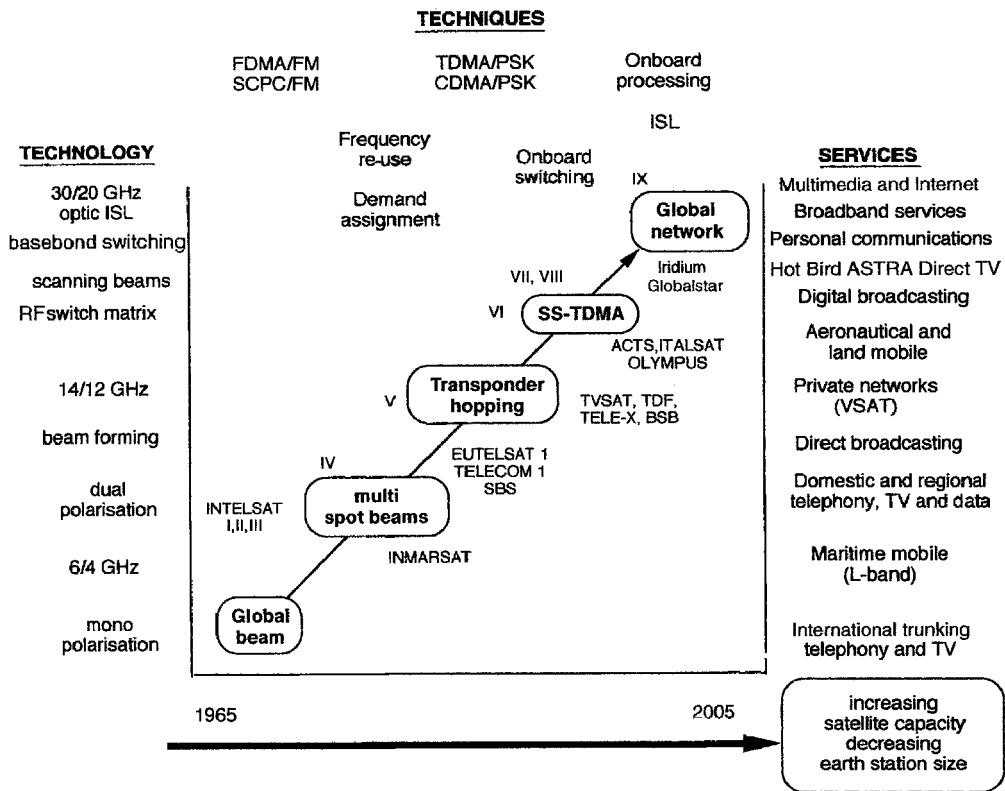 TECHNIQUES
FDMA/FM
SCPC/FM
TDMA/PSK
CDMA/PSK
Onboard
processing
ISL
Frequency
re-use
Onboard
switching
Demand
assignment
TECHNOLOGY
30/20 GHz
optic ISL
basebond switching
scanning beams
RFswitch matrix
14/12 GHz
beam forming
dual
polarisation
6/4 GHz
mono
polarisation
IX
Global
network
Iridium
Globalstar
VII, VIII
VI
SS-TDMA
ACTS,ITALSAT
OLYMPUS
V
Transponder
hopping
TVSAT, TDF,
TELE-X, BSB
IV
EUTELSAT 1
TELECOM 1
SBS
multi
spot beams
INTELSAT
I,II,III
INMARSAT
Global
beam
SERVICES
Multimedia and Internet
Broadband services
Personal communications
Hot Bird ASTRA Direct TV
Digital broadcasting
Aeronautical and
land mobile
Private networks
(VSAT)
Direct broadcasting
Domestic and regional
telephony, TV and data
Maritime mobile
(L-band)
International trunking
telephony and TV
1965
2005
increasing
satellite capacity
decreasing
earth station size